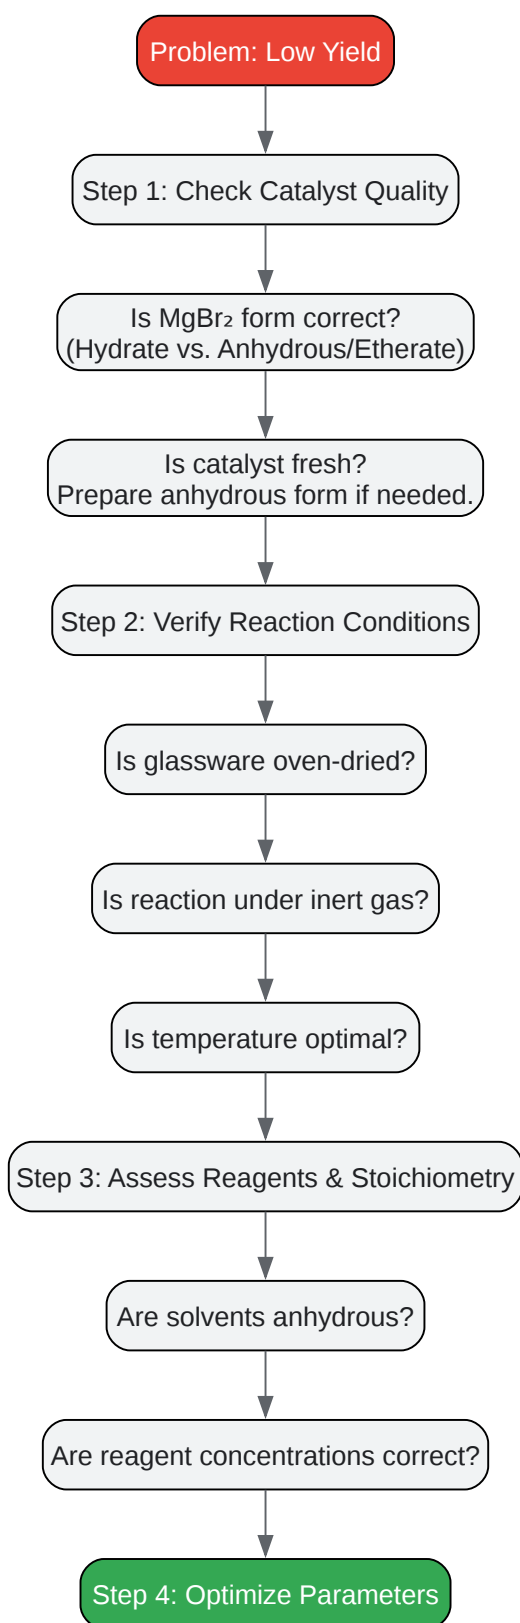 Problem: Low Yield
Step 1: Check Catalyst Quality
Is MgBr₂ form correct?
(Hydrate vs. Anhydrous/Etherate)
Is catalyst fresh?
Prepare anhydrous form if needed.
Step 2: Verify Reaction Conditions
Is glassware oven-dried?
Is reaction under inert gas?
Is temperature optimal?
Step 3: Assess Reagents & Stoichiometry
Are solvents anhydrous?
Are reagent concentrations correct?
Step 4: Optimize Parameters